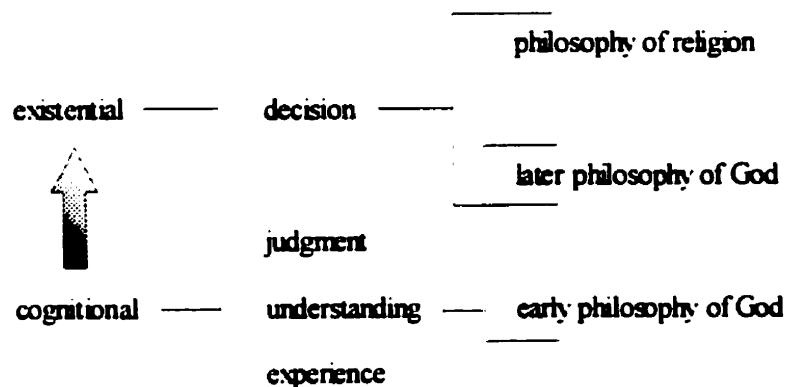 philosophy of religion
existential decision
later philosophy of God
judgment
cognitional understanding early philosophy of God
experience